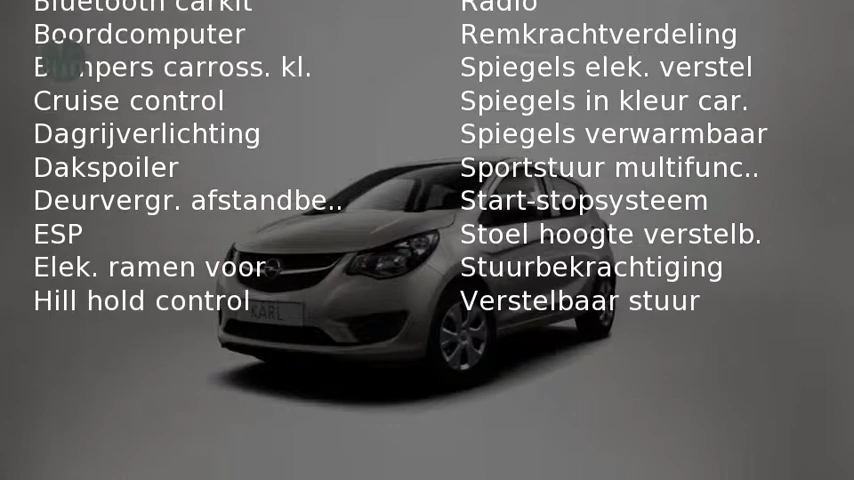 Bluetooth carkit
Boordcomputer
Bumpers carross. kl.
Cruise control
Dagrijverlichting
Dakspoiler
Deurvergr. afstandbe..
ESP
Elek. ramen voor
Hill hold control
Radio
Remkrachtverdeling
Spiegels elek. verstel
Spiegels in kleur car.
Spiegels verwarmbaar
Sportstuur multifunc..
Start-stopsysteem
Stoel hoogte verstelb.
Stuurbekrachtiging
Verstelbaar stuur
KARL